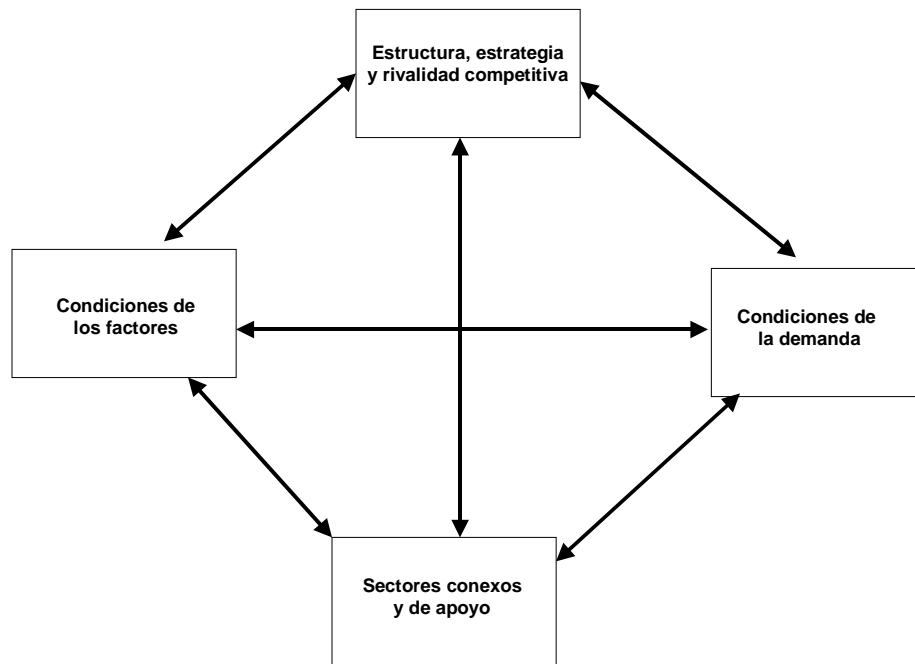 Estructura, estrategia
y rivalidad competitiva
Condiciones de
los factores
Condiciones de
la demanda
Sectores conexos
y de apoyo